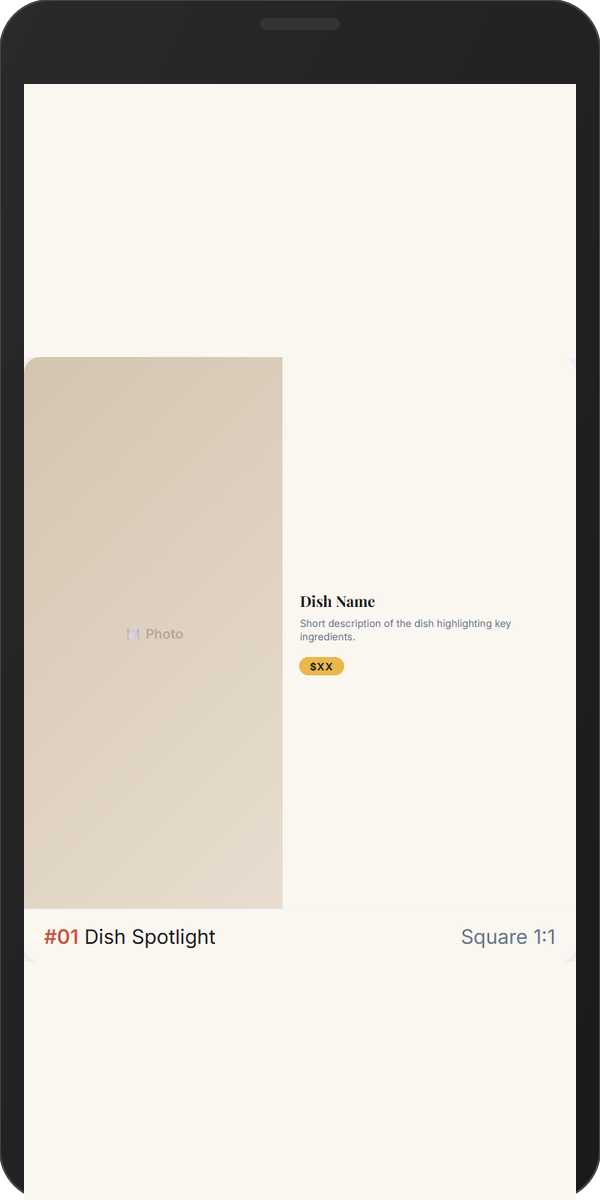 Photo
Dish Name
Short description of the dish highlighting key
ingredients.
$XX
#01 Dish Spotlight
Square 1:1